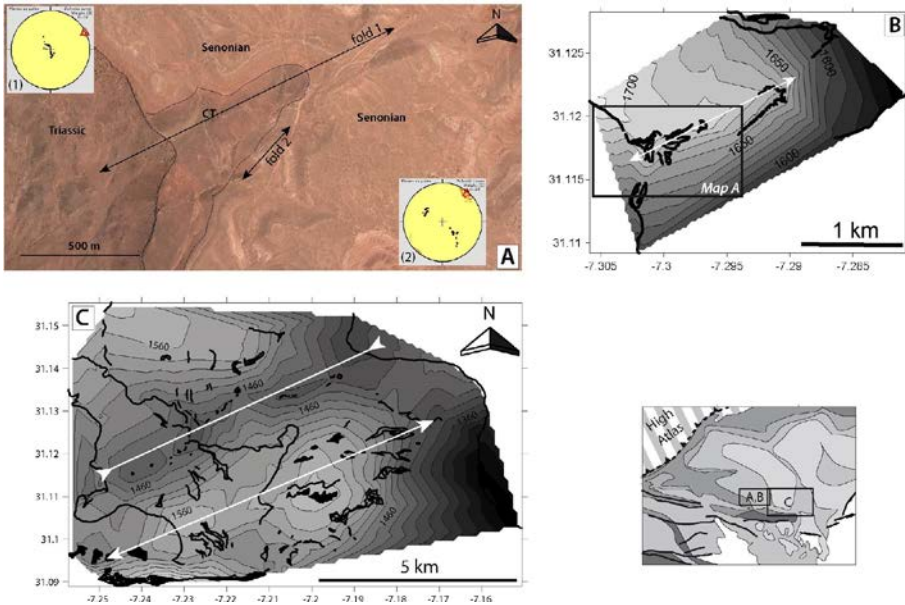 (1)
Senonian
fold 1
N
CT
Triassic
Senonian
fold 2
500 m
(2)
A
B
31.125
31.12
31.115
31.11
1700
1650
1600
1650
1600
Map A
1 km
-7.305
-7.3
-7.295
-7.29
-7.285
C
N
31.15
31.14
31.13
31.12
31.11
31.1
31.09
1560
1460
1460
1460
1460
1560
1460
5 km
-7.25
-7.24
-7.23
-7.22
-7.21
-7.2
-7.19
-7.18
-7.17
-7.16
High
Atlas
A,B
C